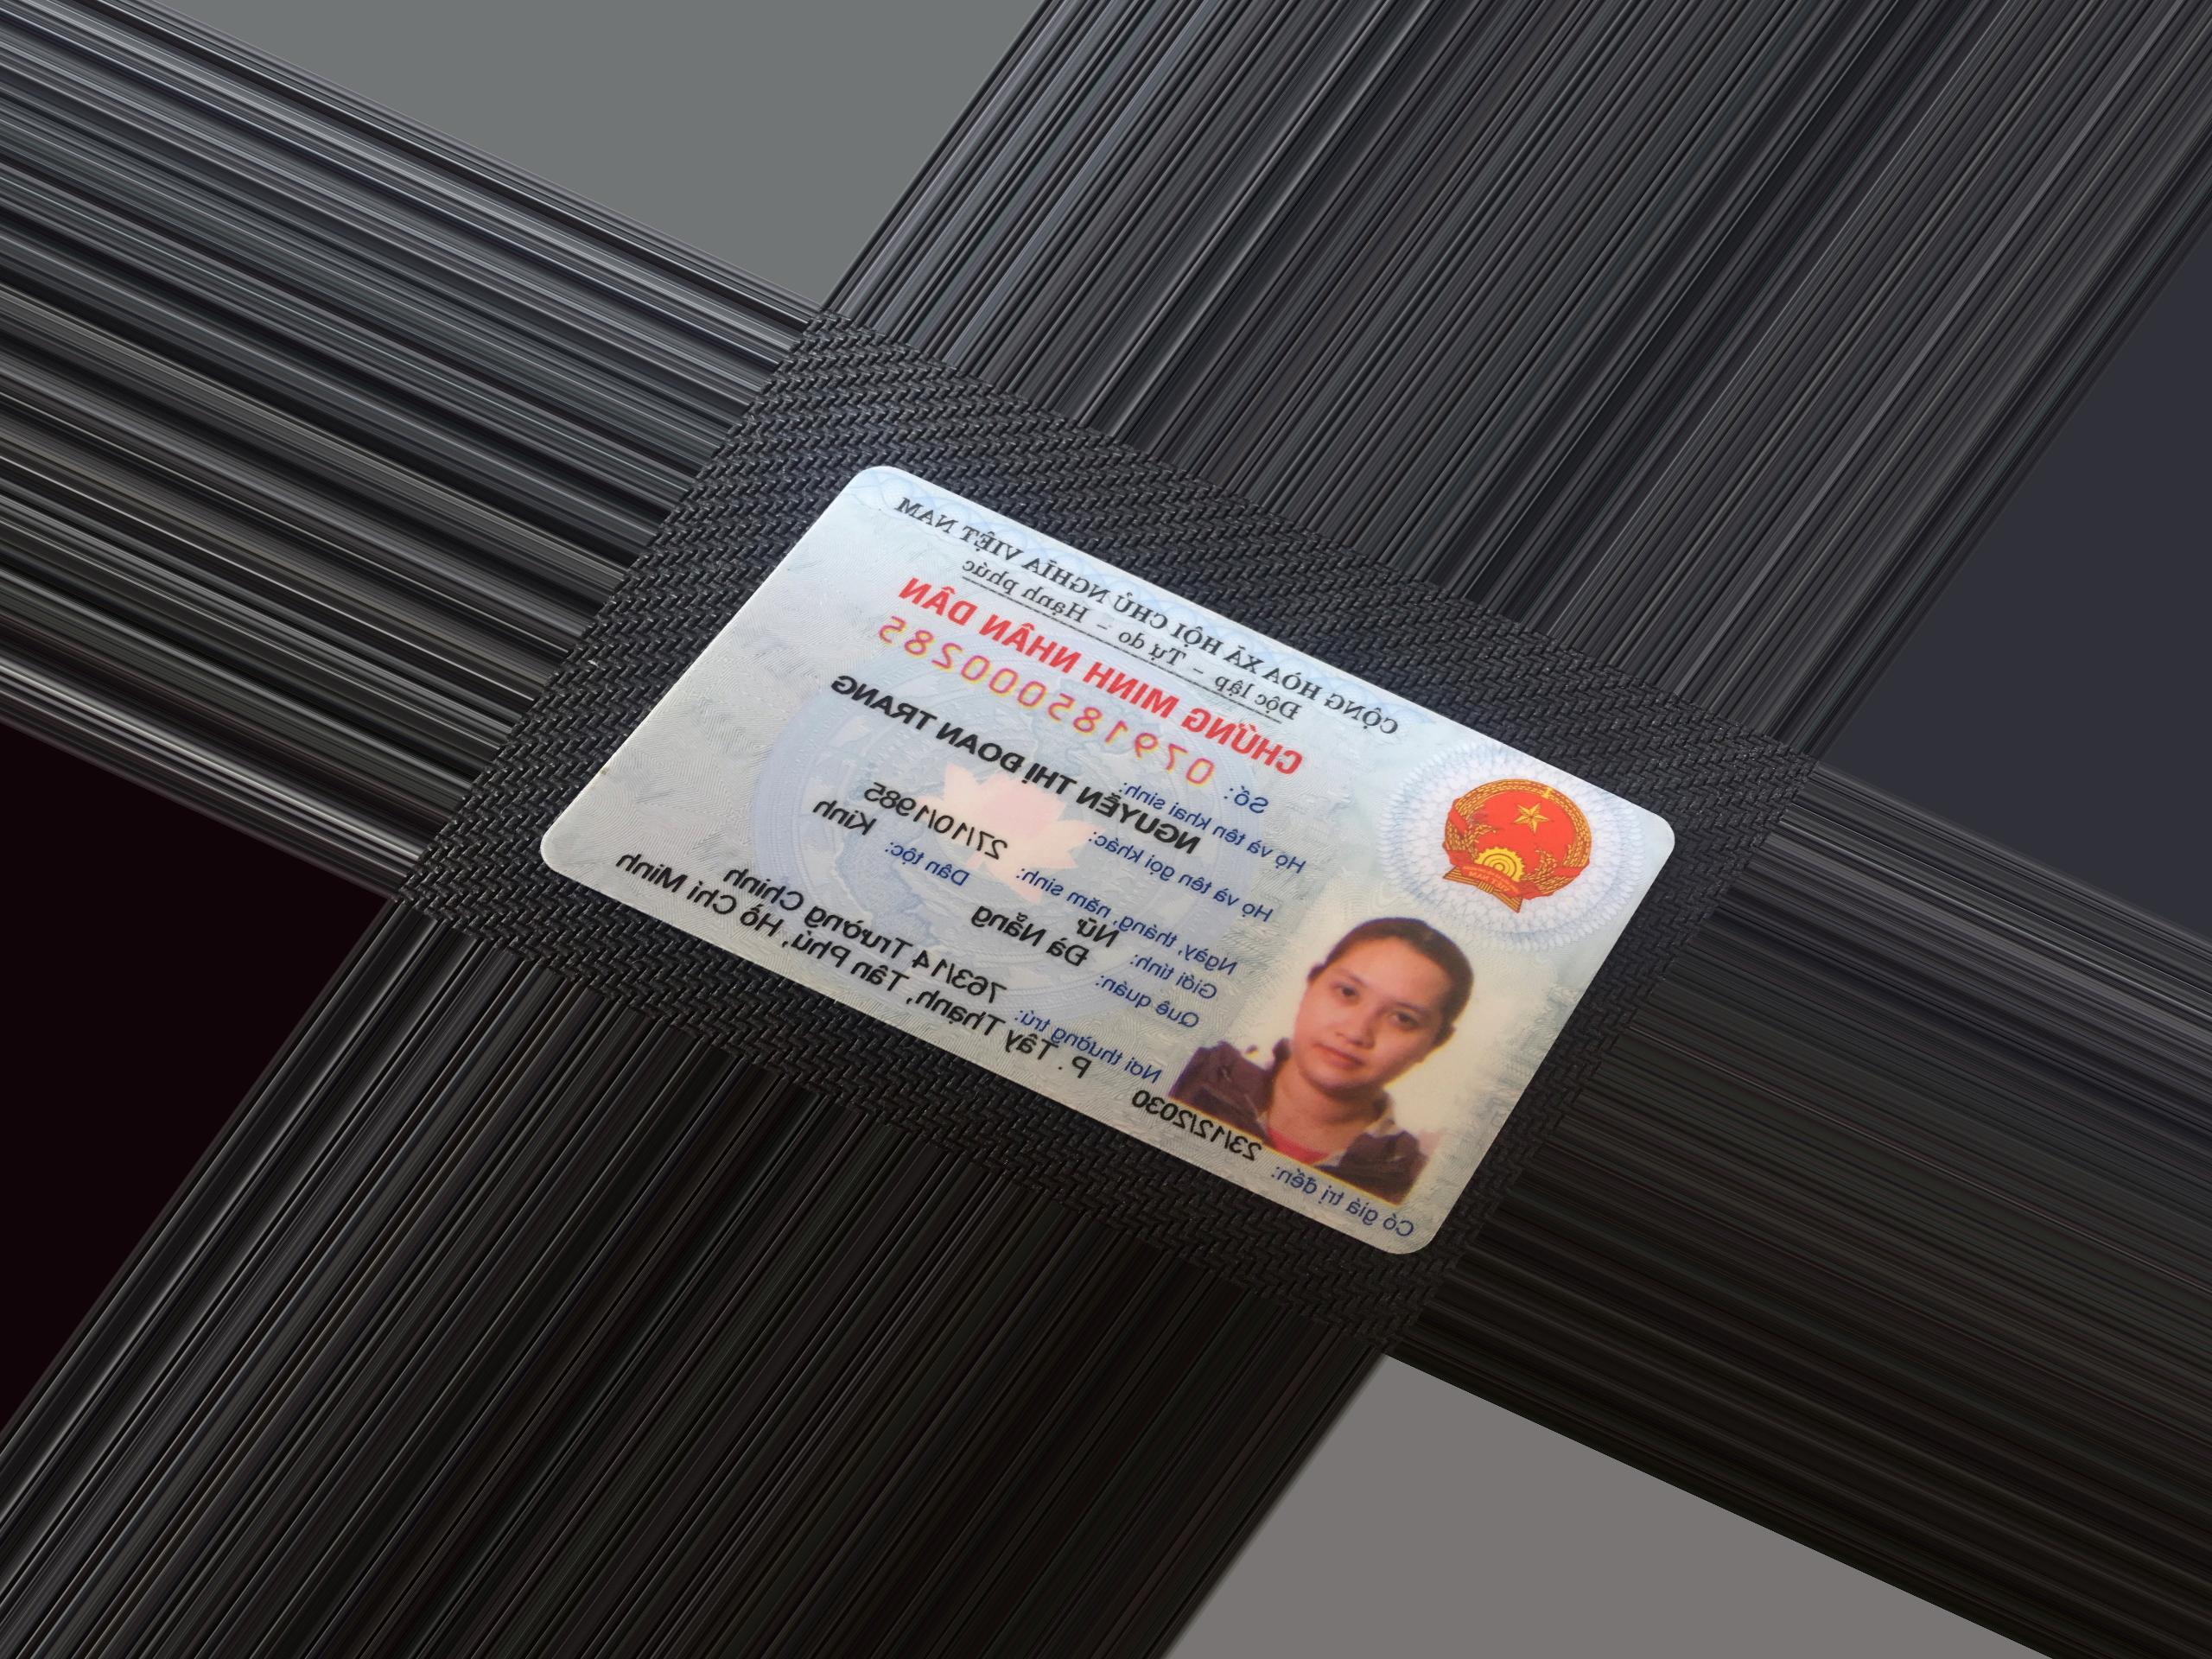 CỘNG HÒA XÃ HỘI CHỦ NGHĨA VIỆT NAM
Độc lập – Tự do – Hạnh phúc
CHỨNG MINH NHÂN DÂN
Số: 079185000285
Họ và tên khai sinh:
NGUYỄN THỊ ĐOAN TRANG
Họ và tên gọi khác:
Ngày, tháng, năm sinh: 27/10/1985
Giới tính: Nữ Dân tộc: Kinh
Quê quán: Đà Nẵng
Nơi thường trú: 763/14 Trường Chinh
P. Tây Thạnh, Tân Phú, Hồ Chí Minh
Có giá trị đến: 23/12/2030